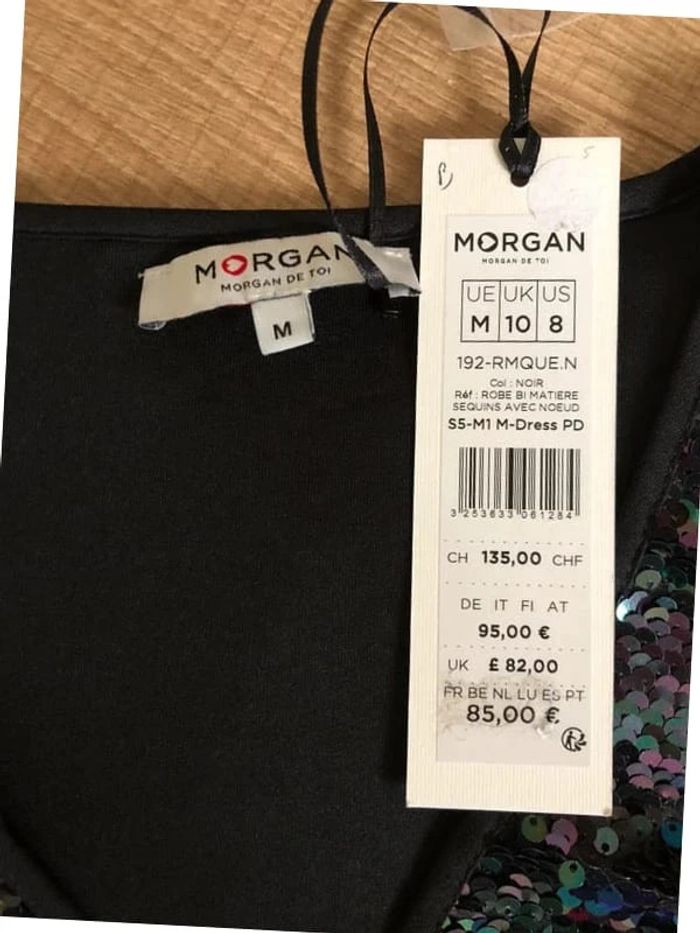 MORGAN
MORGAN DE TOI
M
5
MORGAN
MORGAN DE TOI
UE UK US
M 10 8
192-RMQUE.N
Col : NOIR
Réf : ROBE BI MATIERE
SEQUINS AVEC NOEUD
S5-M1 M-Dress PD
3 253633 061284
CH 135,00 CHF
DE IT FI AT
95,00 €
UK £ 82,00
FR BE NL LU ES PT
85,00 €